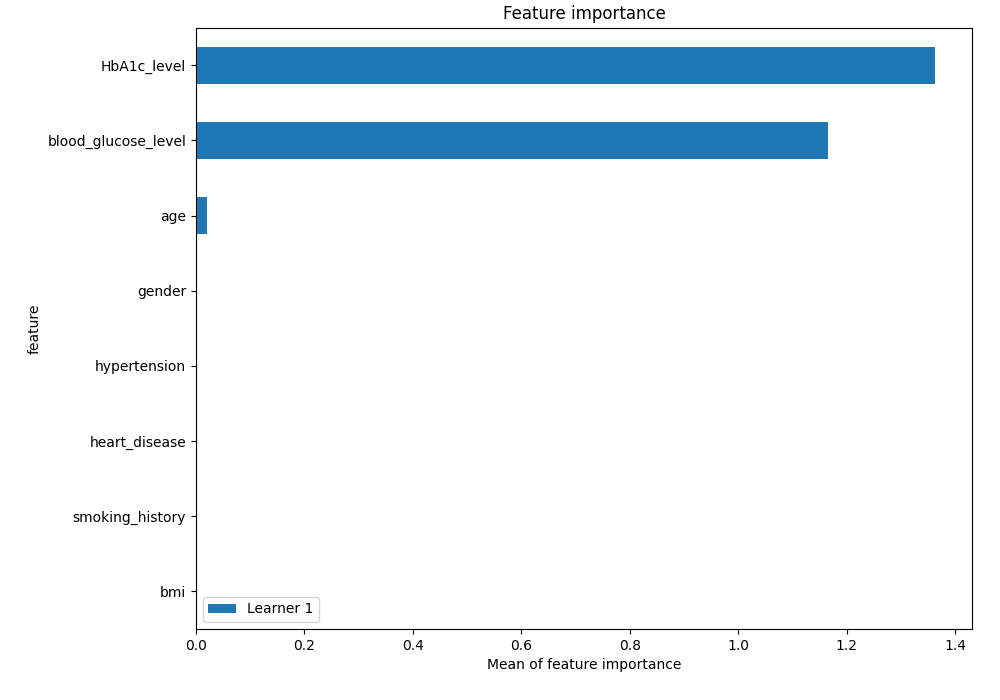 Feature importance
HbA1c_level
blood_glucose_level
age
gender
hypertension
heart_disease
smoking_history
bmi
feature
Learner 1
0.0 0.2 0.4 0.6 0.8 1.0 1.2 1.4
Mean of feature importance